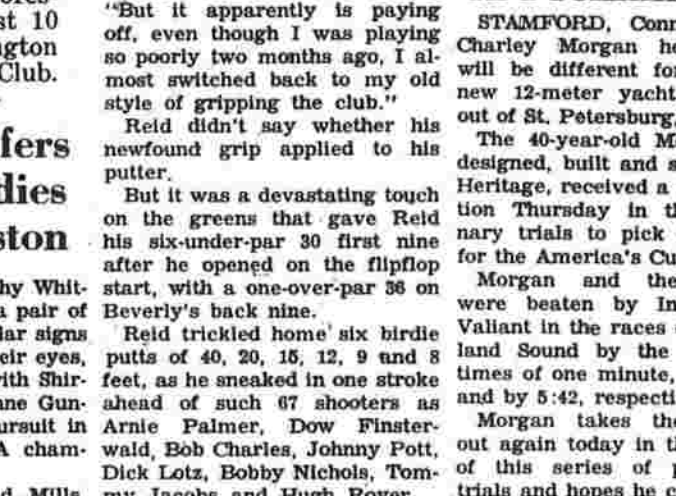 st 10
ngton
Club.
fers
dies
ston
hy Whit-
a pair of
lar signs
eir eyes,
with Shir-
ane Gun-
ursuit in
A cham-
"But it apparently is paying
off, even though I was playing
so poorly two months ago, I al-
most switched back to my old
style of gripping the club."
Reid didn't say whether his
newfound grip applied to his
putter.
But it was a devastating touch
on the greens that gave Reid
his six-under-par 30 first nine
after he opened on the flipflop
start, with a one-over-par 36 on
Beverly's back nine.
Reid trickled home six birdie
putts of 40, 20, 15, 12, 9 and 8
feet, as he sneaked in one stroke
ahead of such 67 shooters as
Arnie Palmer, Dow Finster-
wald, Bob Charles, Johnny Pott,
Dick Lotz, Bobby Nichols, Tom-
my Jacobs and Hugh Royer
STAMFORD, Conn
Charley Morgan he
will be different for
new 12-meter yacht
out of St. Petersburg,
The 40-year-old M
designed, built and s
Heritage, received a
tion Thursday in th
nary trials to pick
for the America's Cu
Morgan and the
were beaten by In
Valiant in the races
land Sound by the
times of one minute,
and by 5:42, respecti
Morgan takes the
out again today in th
of this series of p
trials and hopes he c